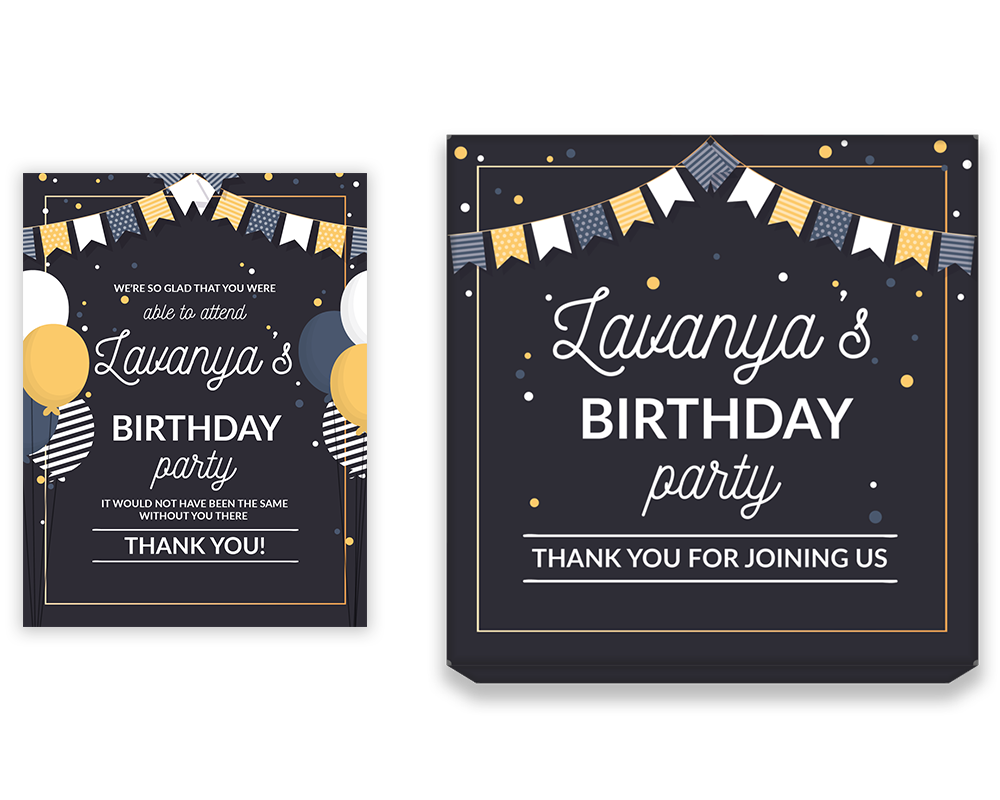 WE'RE SO GLAD THAT YOU WERE
able to attend
Lavanya's
BIRTHDAY
party
IT WOULD NOT HAVE BEEN THE SAME
WITHOUT YOU THERE
THANK YOU!
Lavanya's
BIRTHDAY
party
THANK YOU FOR JOINING US